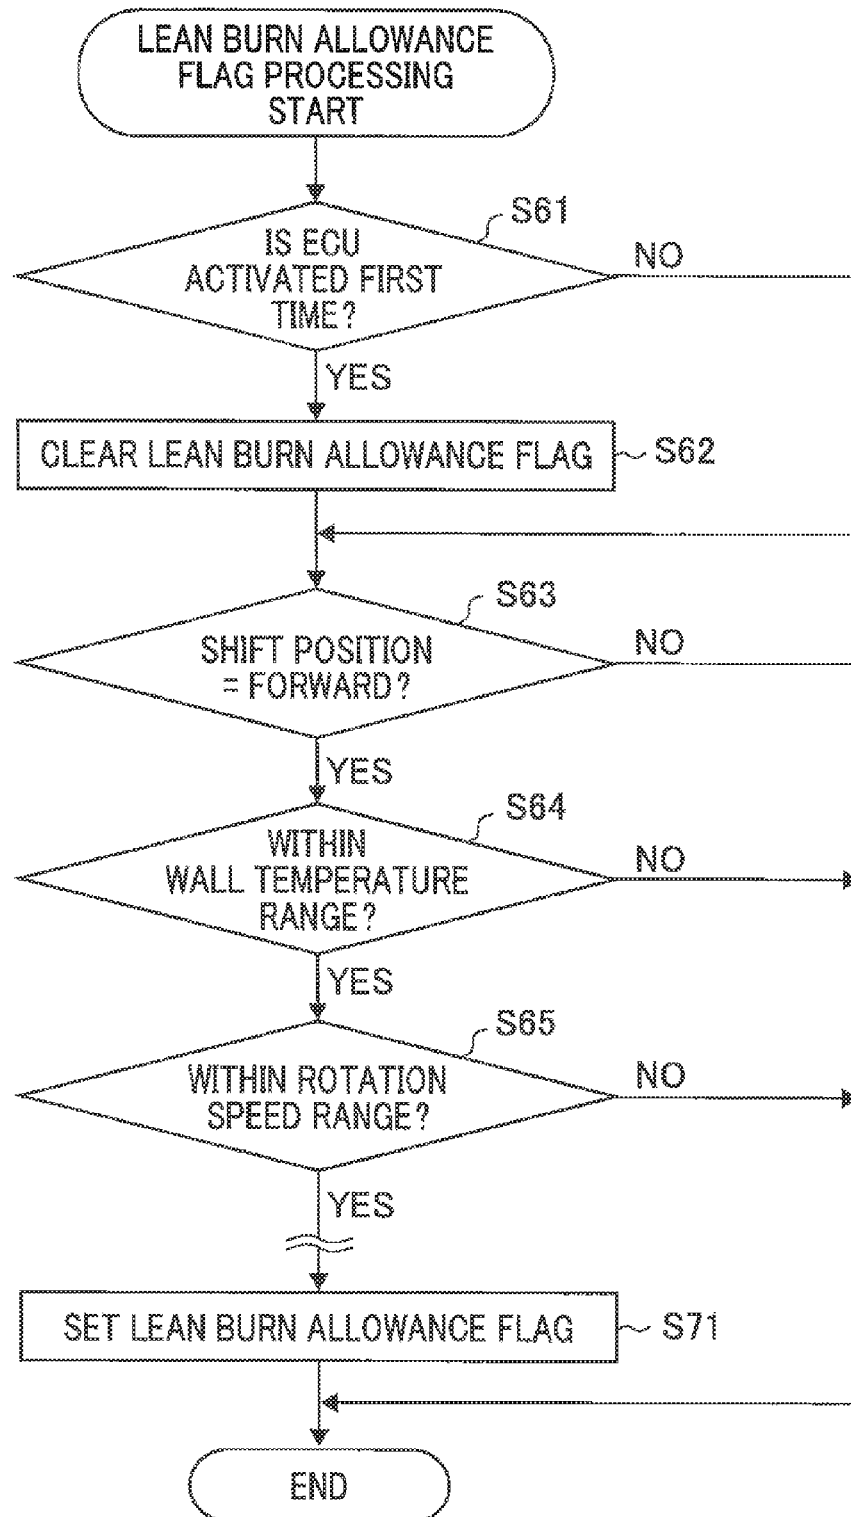 LEAN BURN ALLOWANCE
FLAG PROCESSING
START
S61
IS ECU
ACTIVATED FIRST
TIME?
NO
YES
CLEAR LEAN BURN ALLOWANCE FLAG
S62
S63
SHIFT POSITION
= FORWARD?
NO
YES
S64
WITHIN
WALL TEMPERATURE
RANGE?
NO
YES
S65
WITHIN ROTATION
SPEED RANGE?
NO
YES
SET LEAN BURN ALLOWANCE FLAG
S71
END